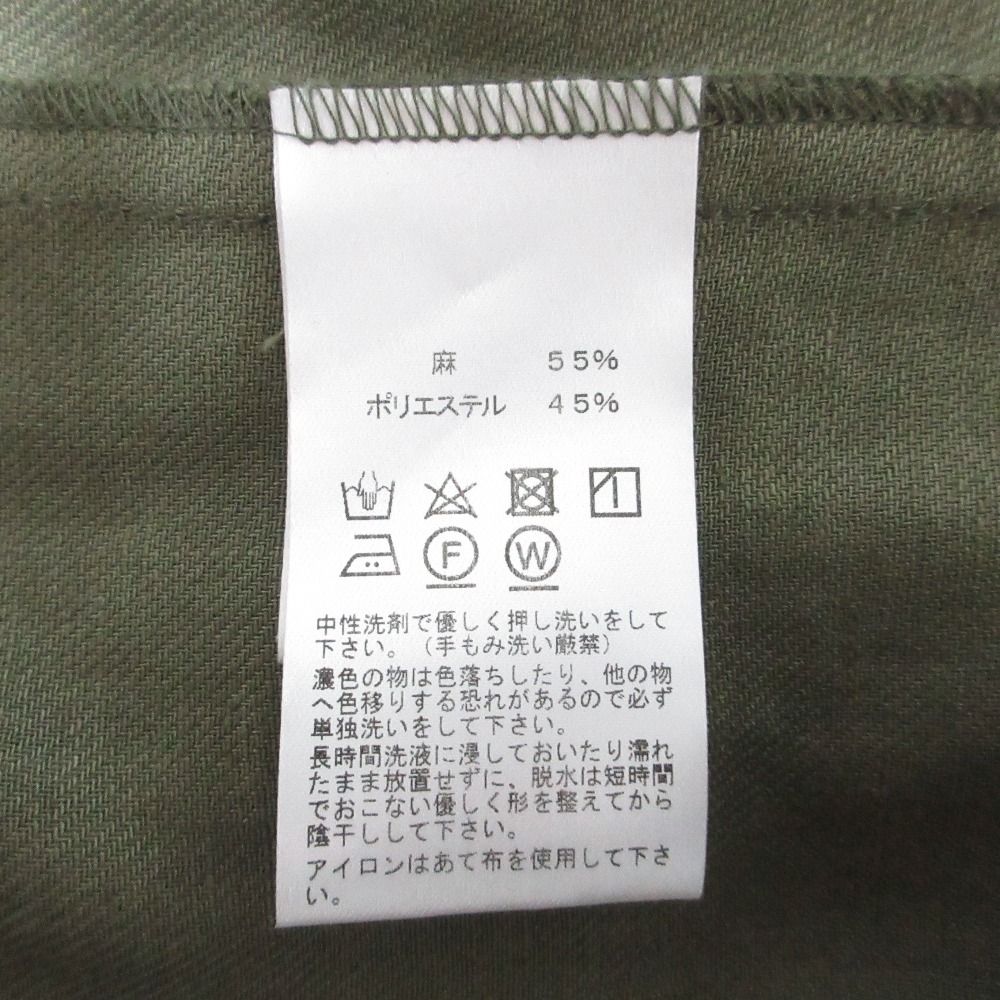 麻 55%
ポリエステル 45%
F W
中性洗剤で優しく押し洗いをして
下さい。（手もみ洗い厳禁）
濃色の物は色落ちしたり、他の物
へ色移りする恐れがあるので必ず
単独洗いをして下さい。
長時間洗液に浸しておいたり濡れ
たまま放置せずに、脱水は短時間
でおこない優しく形を整えてから
陰干しして下さい。
アイロンはあて布を使用して下さ
い。